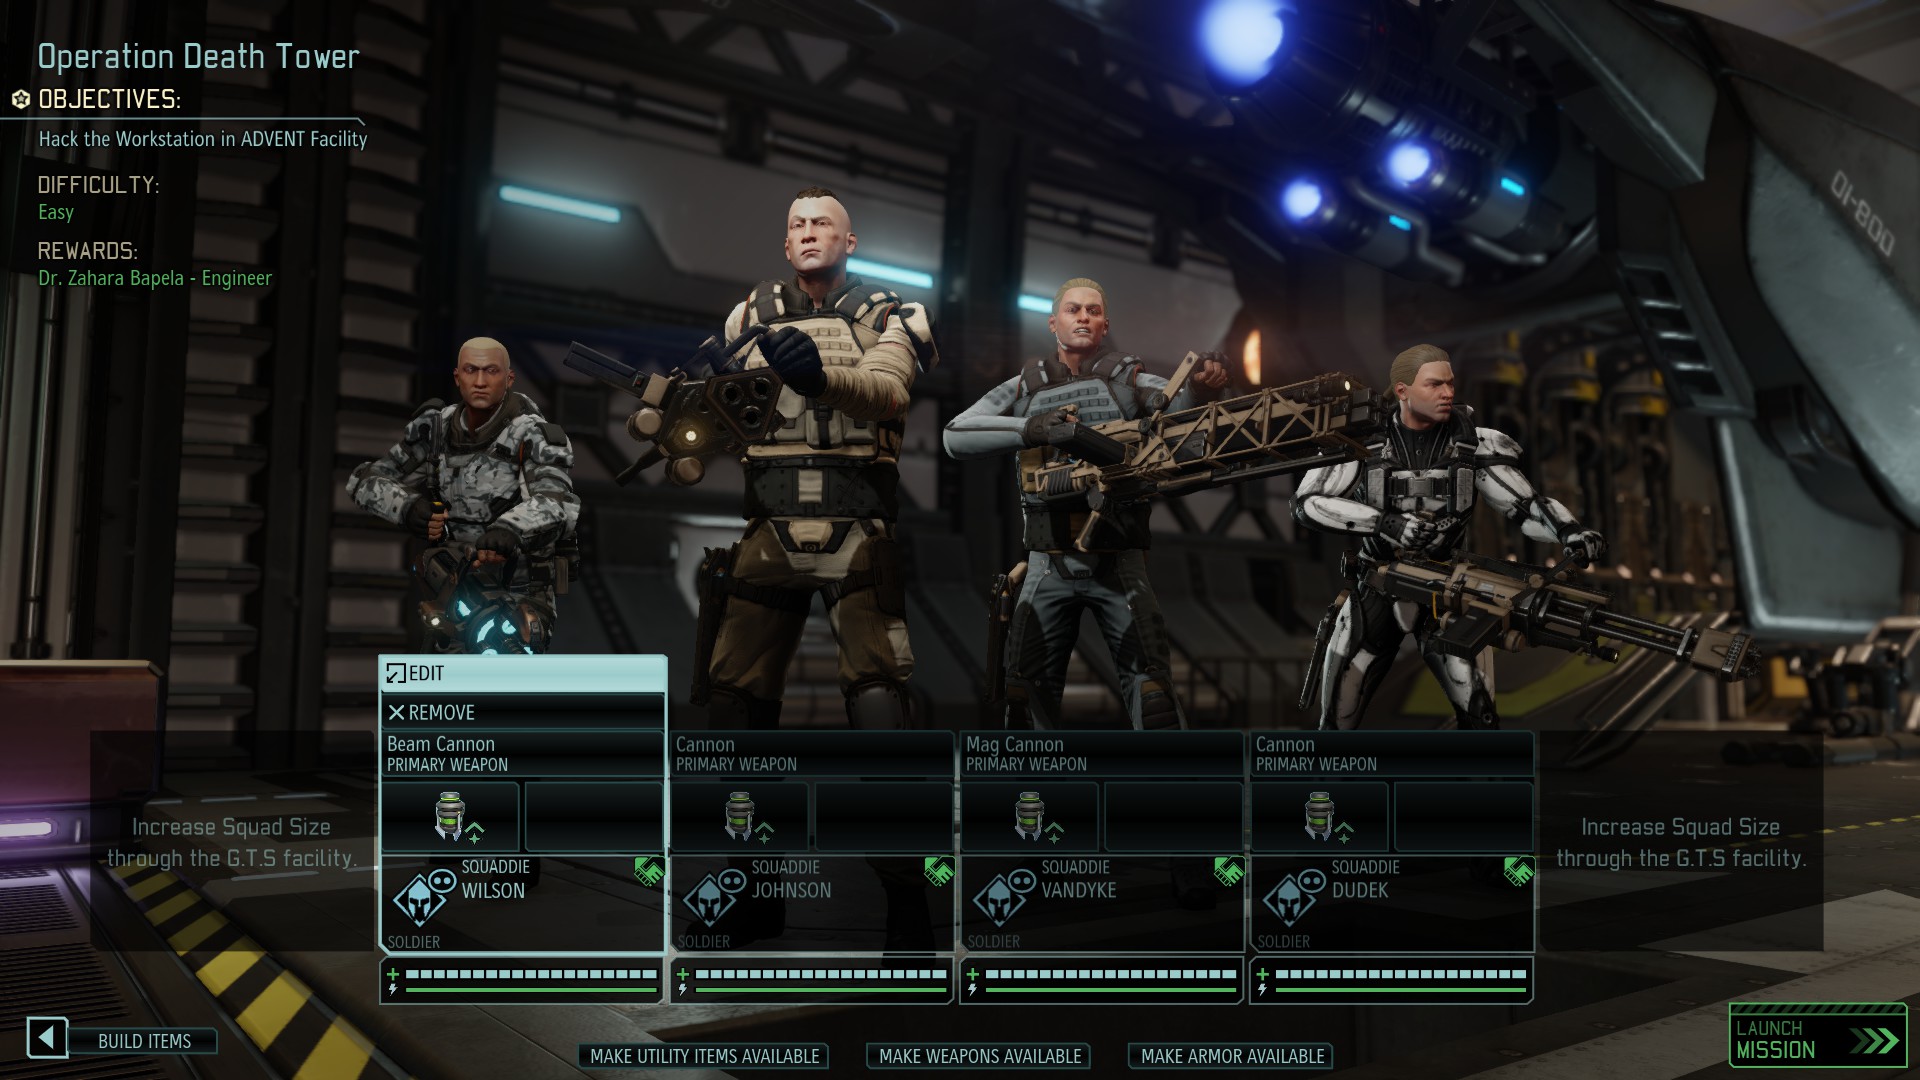 Operation Death Tower
OBJECTIVES:
Hack the Workstation in ADVENT Facility
DIFFICULTY:
Easy
REWARDS:
Dr. Zahara Bapela - Engineer
DI-800
EDIT
REMOVE
Beam Cannon
PRIMARY WEAPON
SQUADDIE
WILSON
SOLDIER
Cannon
PRIMARY WEAPON
SQUADDIE
JOHNSON
SOLDIER
Mag Cannon
PRIMARY WEAPON
SQUADDIE
VANDYKE
SOLDIER
Cannon
PRIMARY WEAPON
SQUADDIE
DUDEK
SOLDIER
Increase Squad Size
through the G.T.S facility.
Increase Squad Size
through the G.T.S facility.
BUILD ITEMS
MAKE UTILITY ITEMS AVAILABLE
MAKE WEAPONS AVAILABLE
MAKE ARMOR AVAILABLE
LAUNCH
MISSION